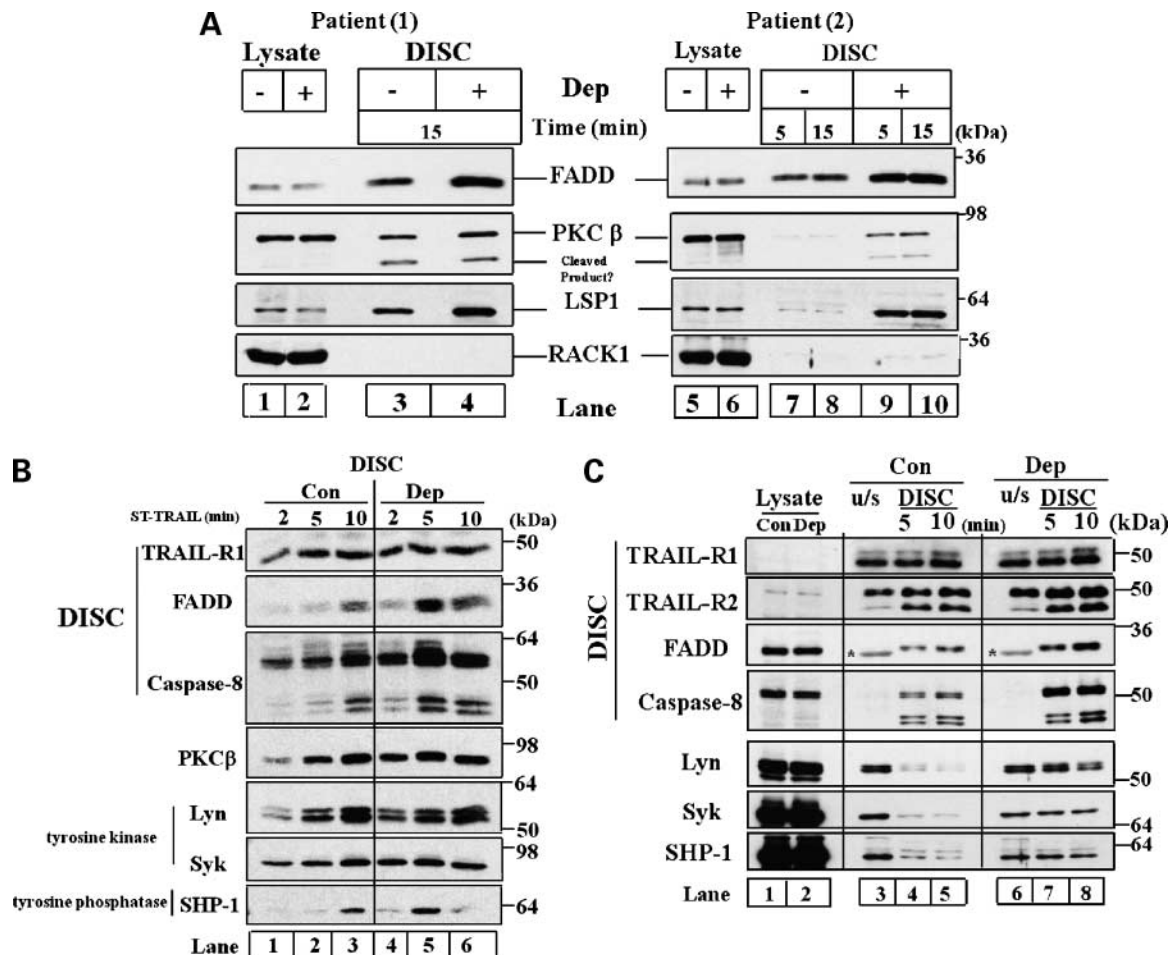 A
Patient (1)
Patient (2)
Lysate DISC
Lysate DISC
- + - + Dep - + - +
15 Time (min) 5 15 5 15 (kDa)
FADD 36
PKC β 98
Cleaved
Product?
LSP1 64
RACK1 36
1 2 3 4 Lane 5 6 7 8 9 10
B
DISC
Con Dep
ST-TRAIL (min) 2 5 10 2 5 10 (kDa)
TRAIL-R1 50
FADD 36
DISC
Caspase-8 64
50
PKCβ 98
tyrosine kinase
Lyn 64
50
Syk 98
tyrosine phosphatase SHP-1 64
Lane 1 2 3 4 5 6
C
Con Dep
Lysate u/s DISC u/s DISC
Con Dep 5 10 (min) 5 10 (kDa)
TRAIL-R1 50
TRAIL-R2 50
DISC
FADD * * 36
Caspase-8 50
Lyn 50
Syk 64
SHP-1 64
Lane 1 2 3 4 5 6 7 8